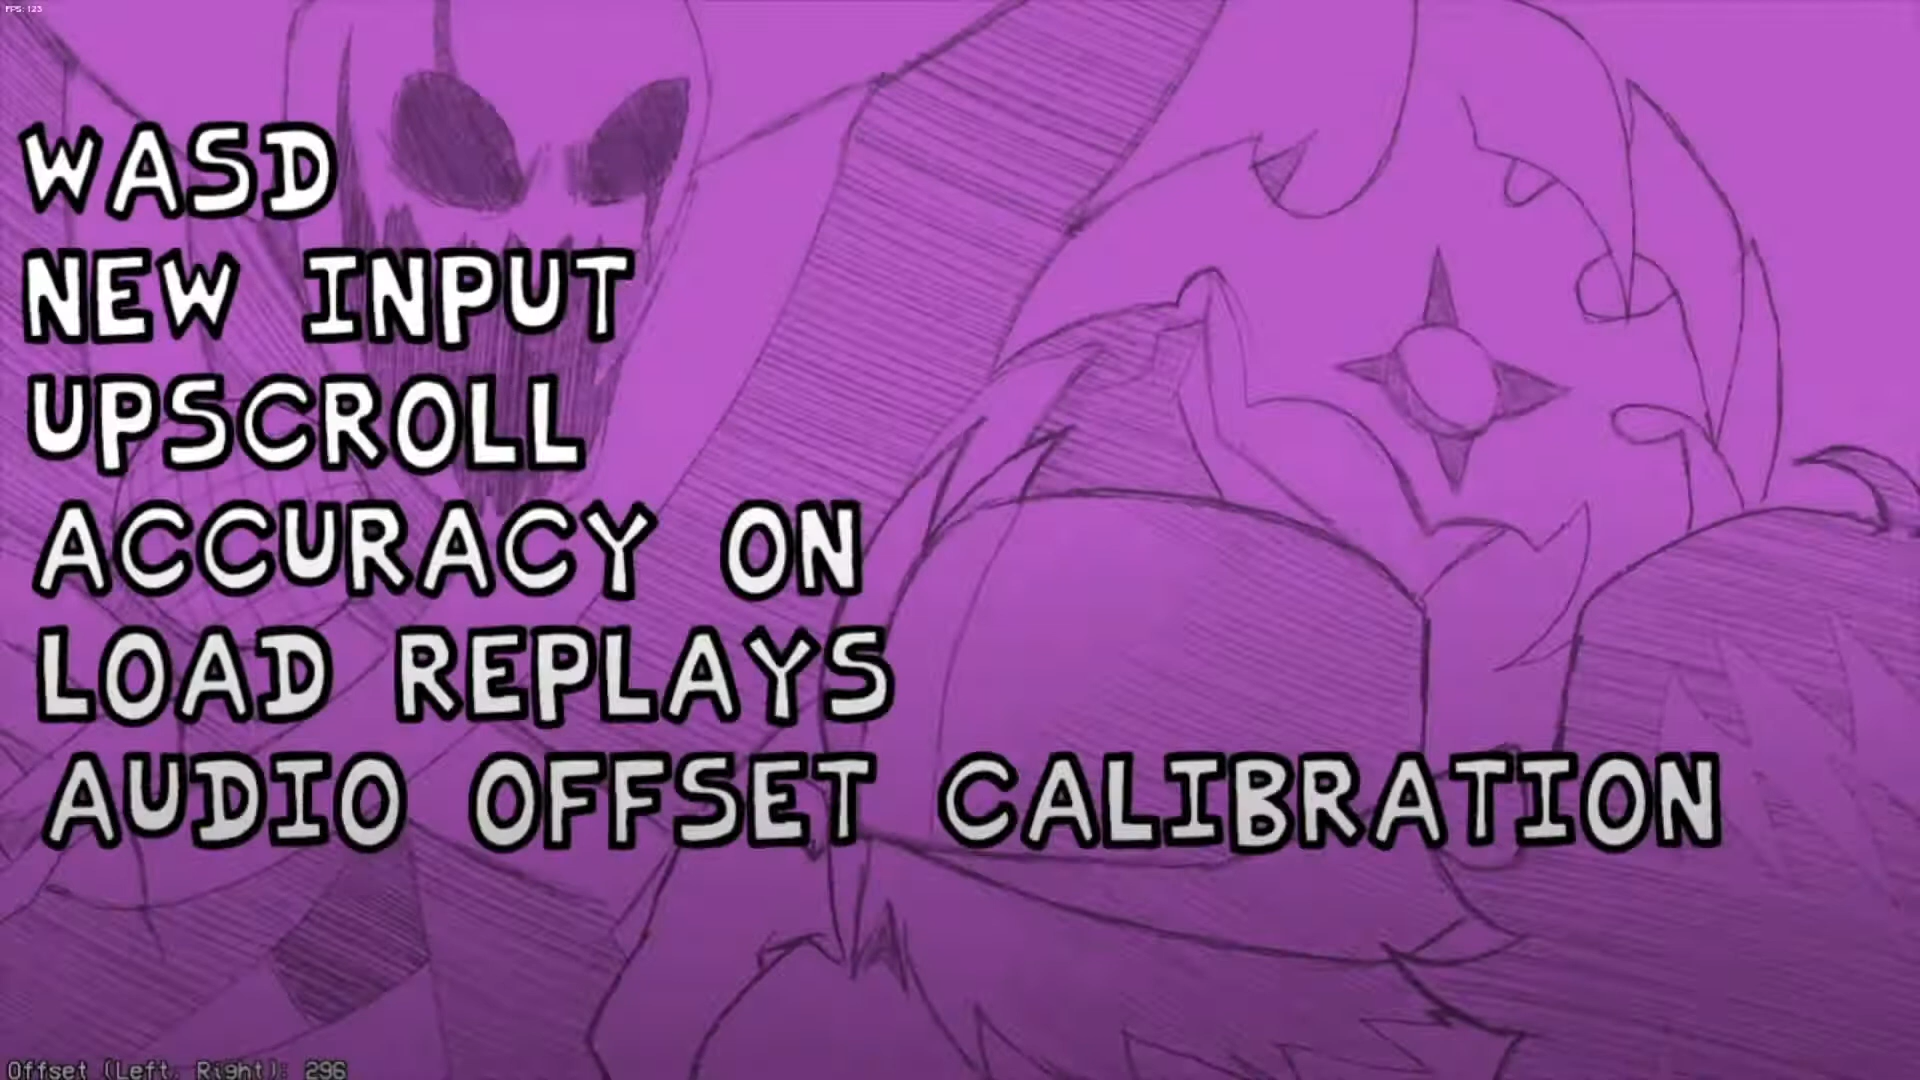 FPS: 123
WASD
NEW INPUT
UPSCROLL
ACCURACY ON
LOAD REPLAYS
AUDIO OFFSET CALIBRATION
Offset (Left, Right): 296